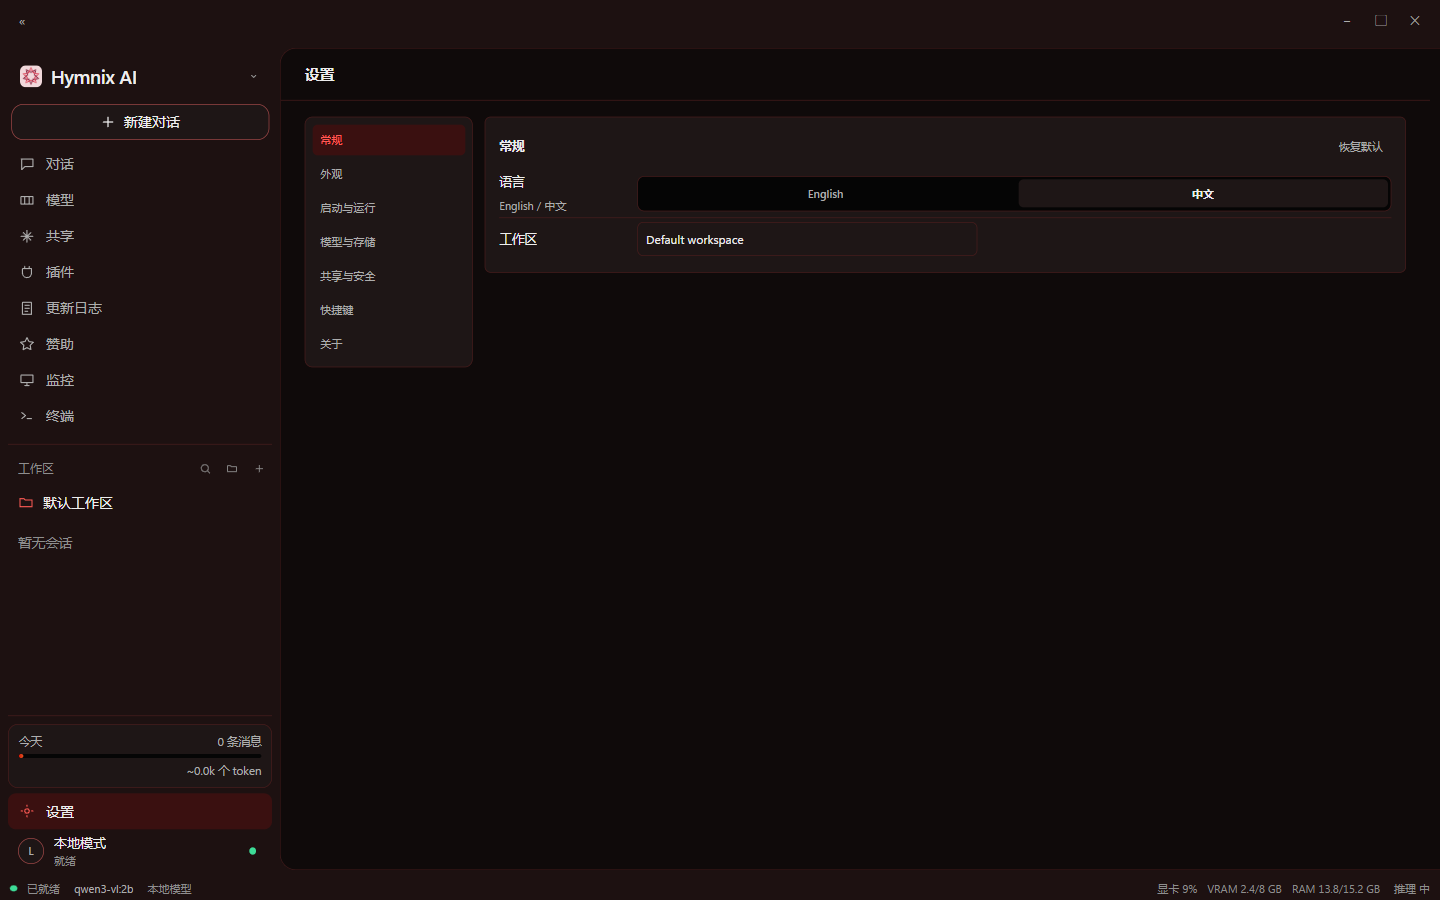 «
Hymnix AI
新建对话
对话
模型
共享
插件
更新日志
赞助
监控
终端
工作区
默认工作区
暂无会话
今天 0 条消息
~0.0k 个 token
设置
L 本地模式
就绪
设置
常规
外观
启动与运行
模型与存储
共享与安全
快捷键
关于
常规 恢复默认
语言
English / 中文
English 中文
工作区 Default workspace
已就绪 qwen3-vl:2b 本地模型 显卡 9% VRAM 2.4/8 GB RAM 13.8/15.2 GB 推理 中